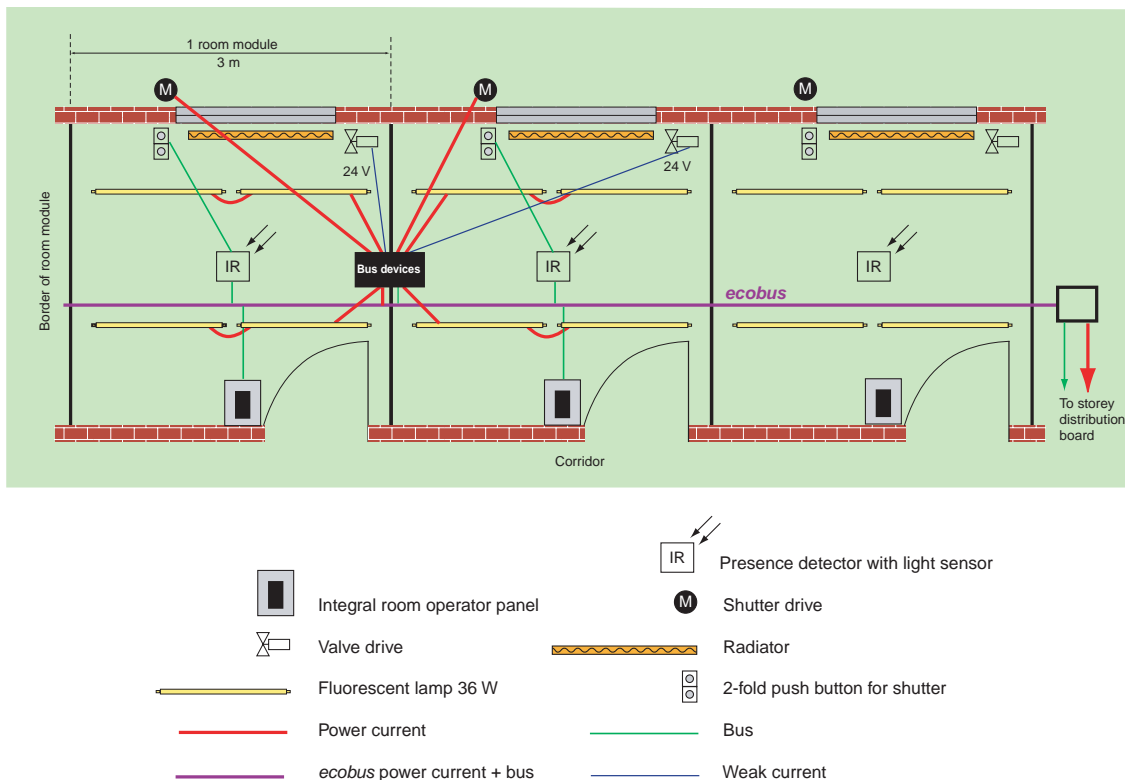 1 room module
3 m
M
M
M
24 V
24 V
Border of room module
IR
Bus devices
IR
IR
ecobus
To storey
distribution
board
Corridor
IR
Presence detector with light sensor
Integral room operator panel
M
Shutter drive
Valve drive
Radiator
Fluorescent lamp 36 W
2-fold push button for shutter
Power current
Bus
ecobus power current + bus
Weak current